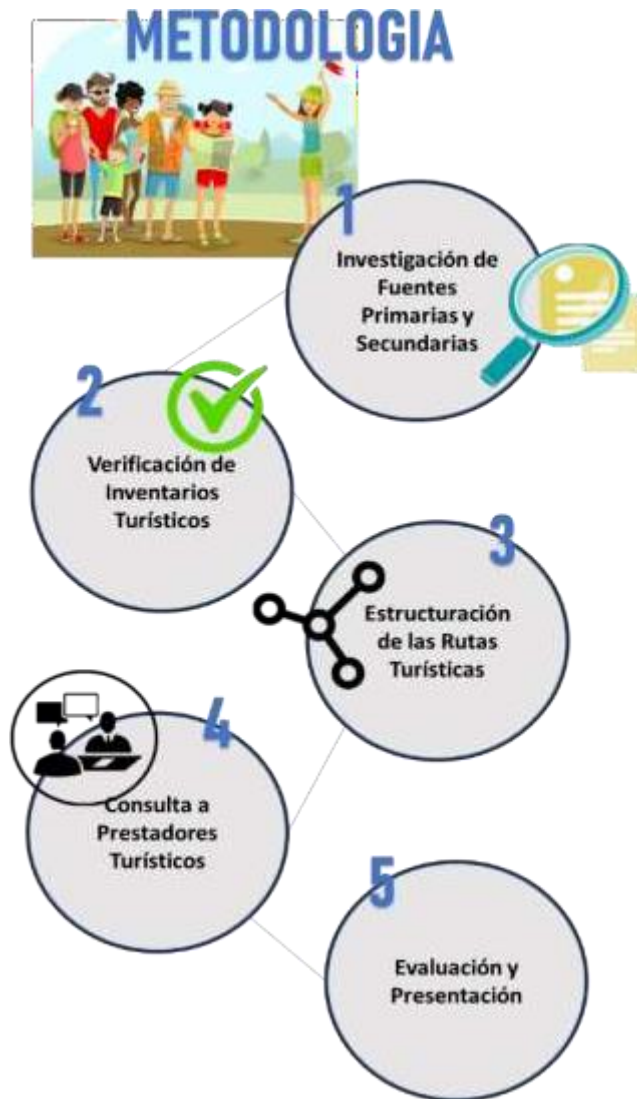 METODOLOGIA
1
Investigación de
Fuentes
Primarias y
Secundarias
2
Verificación de
Inventarios
Turísticos
3
Estructuración
de las Rutas
Turísticas
4
Consulta a
Prestadores
Turísticos
5
Evaluación y
Presentación